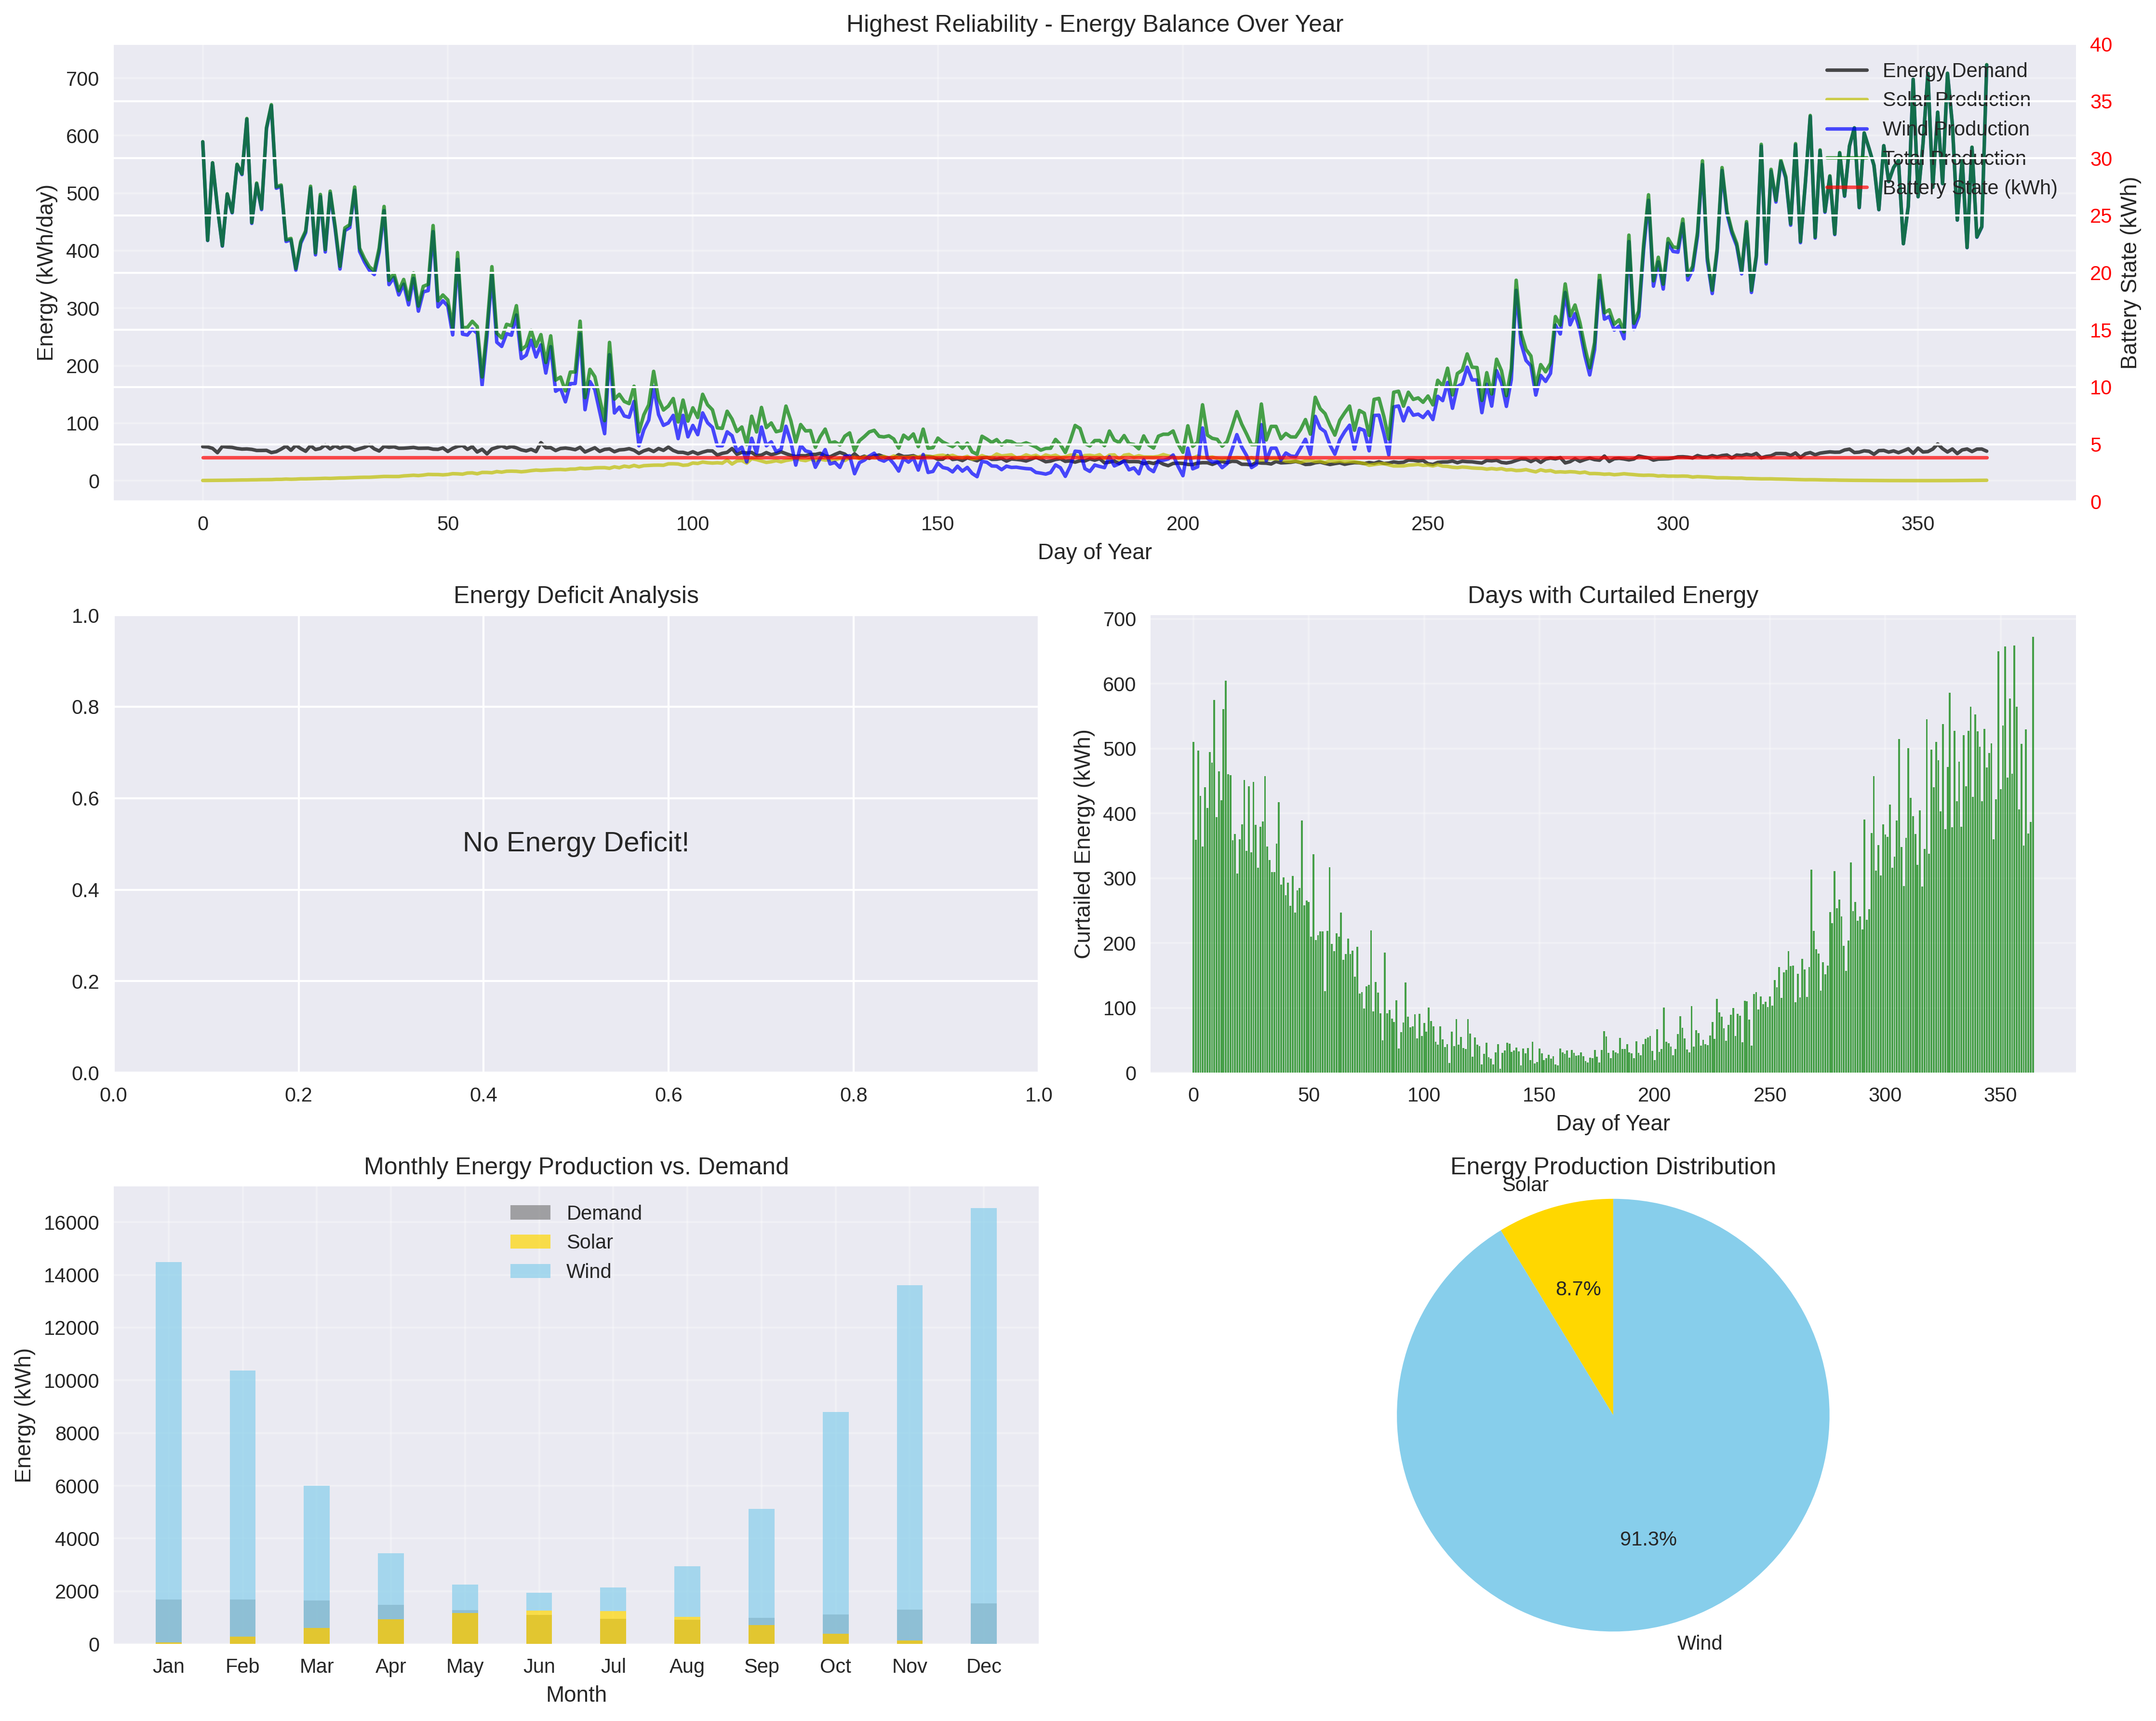 Highest Reliability - Energy Balance Over Year
Energy (kWh/day)
700
600
500
400
300
200
100
0
0 50 100 150 200 250 300 350
Day of Year
Energy Demand
Solar Production
Wind Production
Total Production
Battery State (kWh)
40
35
30
25
20
15
10
5
0
Battery State (kWh)
Energy Deficit Analysis
1.0
0.8
0.6
0.4
0.2
0.0
0.0 0.2 0.4 0.6 0.8 1.0
No Energy Deficit!
Days with Curtailed Energy
Curtailed Energy (kWh)
700
600
500
400
300
200
100
0
0 50 100 150 200 250 300 350
Day of Year
Monthly Energy Production vs. Demand
Energy (kWh)
16000
14000
12000
10000
8000
6000
4000
2000
0
Demand
Solar
Wind
Jan Feb Mar Apr May Jun Jul Aug Sep Oct Nov Dec
Month
Energy Production Distribution
Solar
8.7%
91.3%
Wind